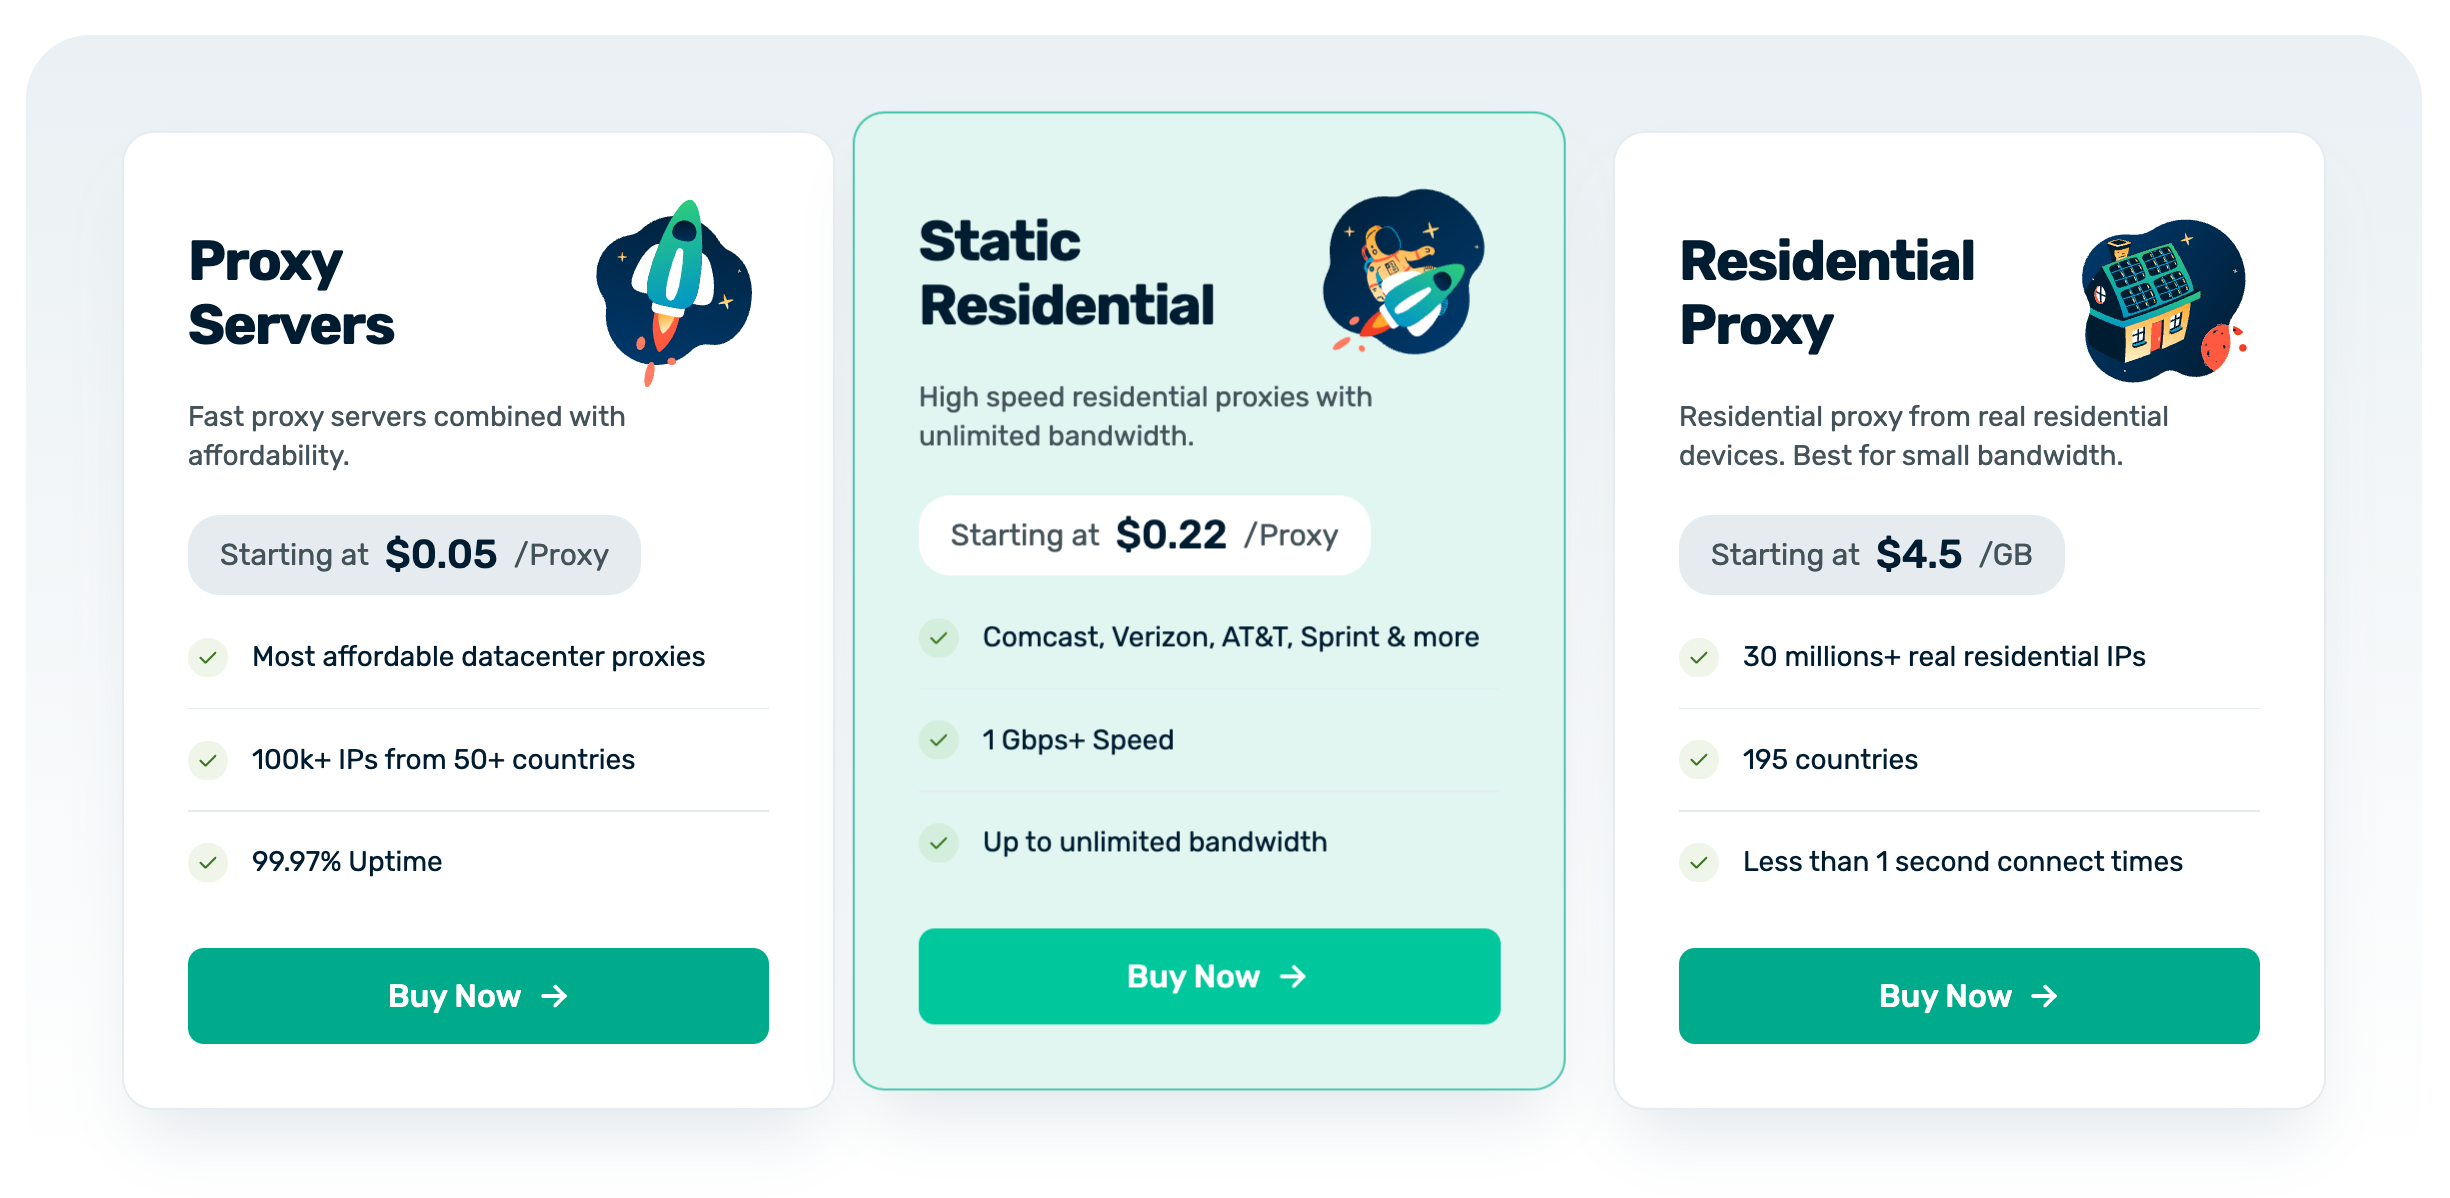 Proxy
Servers
Fast proxy servers combined with
affordability.
Starting at $0.05 /Proxy
Most affordable datacenter proxies
100k+ IPs from 50+ countries
99.97% Uptime
Buy Now →
Static
Residential
High speed residential proxies with
unlimited bandwidth.
Starting at $0.22 /Proxy
Comcast, Verizon, AT&T, Sprint & more
1 Gbps+ Speed
Up to unlimited bandwidth
Buy Now →
Residential
Proxy
Residential proxy from real residential
devices. Best for small bandwidth.
Starting at $4.5 /GB
30 millions+ real residential IPs
195 countries
Less than 1 second connect times
Buy Now →